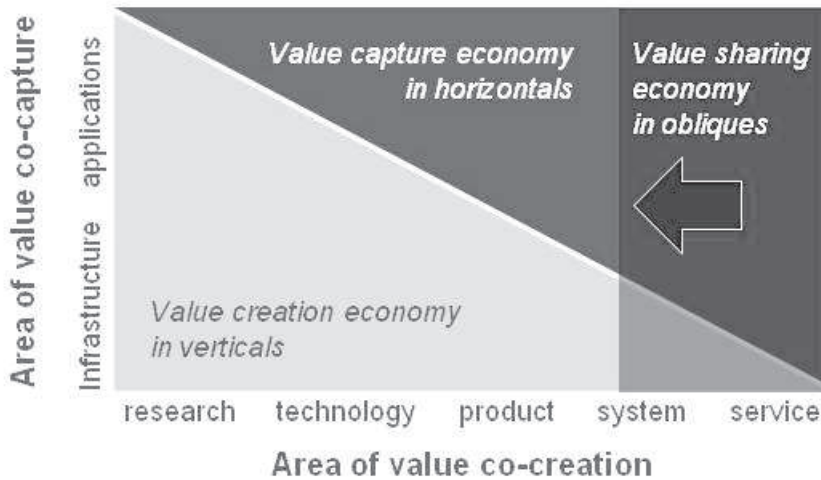 Area of value co-capture
Infrastructure applications
Value capture economy
in horizontals
Value sharing
economy
in obliques
Value creation economy
in verticals
research technology product system service
Area of value co-creation